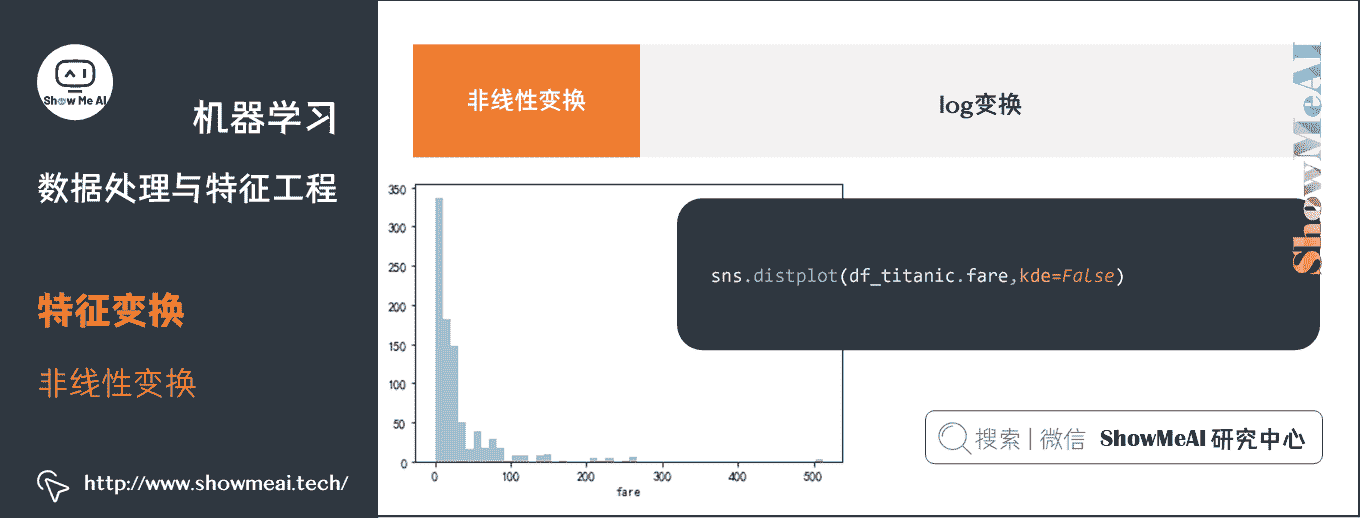 Show Me AI
机器学习
数据处理与特征工程
特征变换
非线性变换
http://www.showmeai.tech/
非线性变换
log变换
ShowMeAI
sns.distplot(df_titanic.fare,kde=False)
350
300
250
200
150
100
50
0
0 100 200 300 400 500
fare
搜索 | 微信 ShowMeAI 研究中心